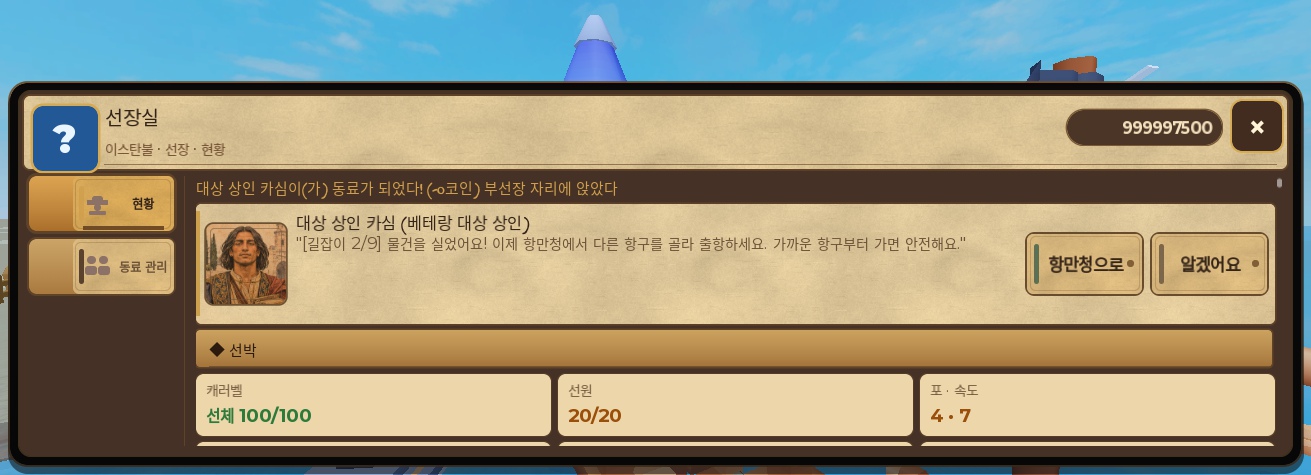 ?
선장실
이스탄불 · 선장 · 현황
999997500
×
현황
동료 관리
대상 상인 카심이(가) 동료가 되었다! (-0코인) 부선장 자리에 앉았다
대상 상인 카심 (베테랑 대상 상인)
"[길잡이 2/9] 물건을 실었어요! 이제 항만청에서 다른 항구를 골라 출항하세요. 가까운 항구부터 가면 안전해요."
항만청으로
알겠어요
◆ 선박
캐러벨
선체 100/100
선원
20/20
포 · 속도
4 · 7